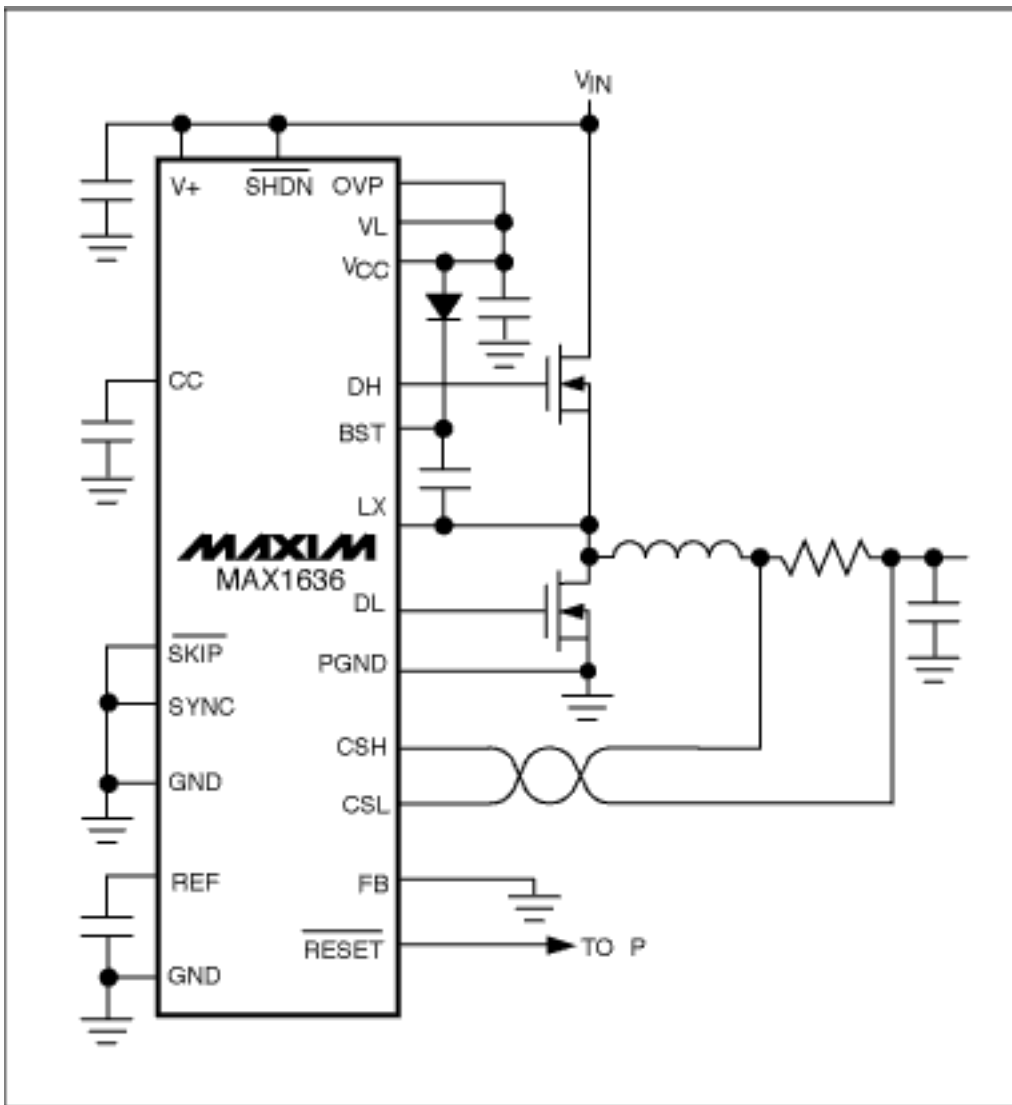 VIN
V+
SHDN
OVP
VL
VCC
CC
DH
BST
LX
MAXIM
MAX1636
DL
SKIP
PGND
SYNC
CSH
GND
CSL
REF
FB
RESET
TO P
GND